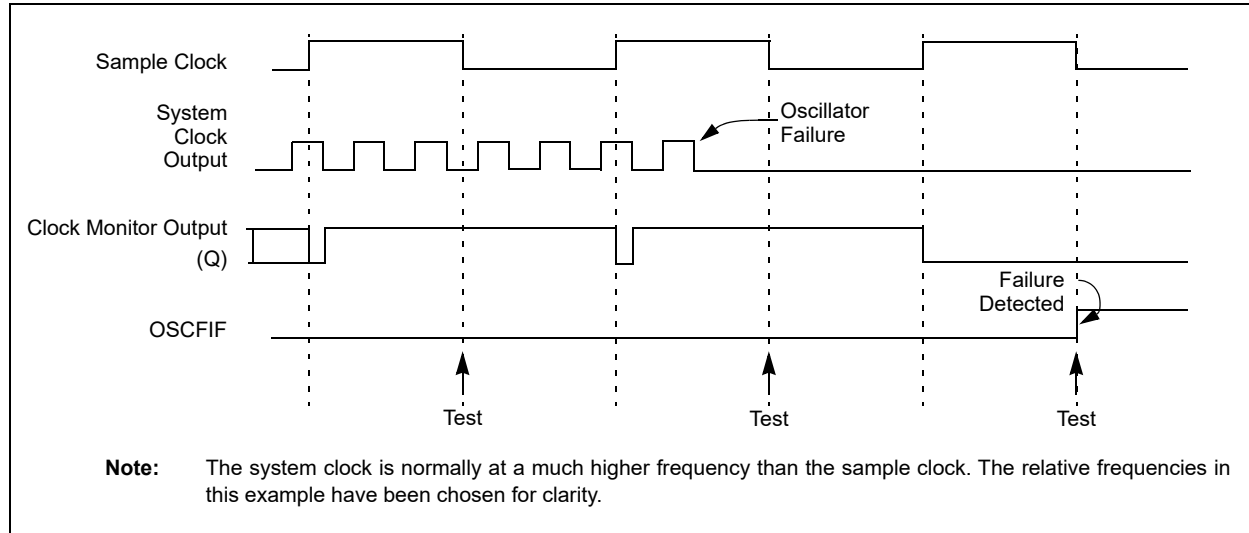 Sample Clock
System
Clock
Output
Oscillator
Failure
Clock Monitor Output
(Q)
Failure
Detected
OSCFIF
Test
Test
Test
Note: The system clock is normally at a much higher frequency than the sample clock. The relative frequencies in
this example have been chosen for clarity.